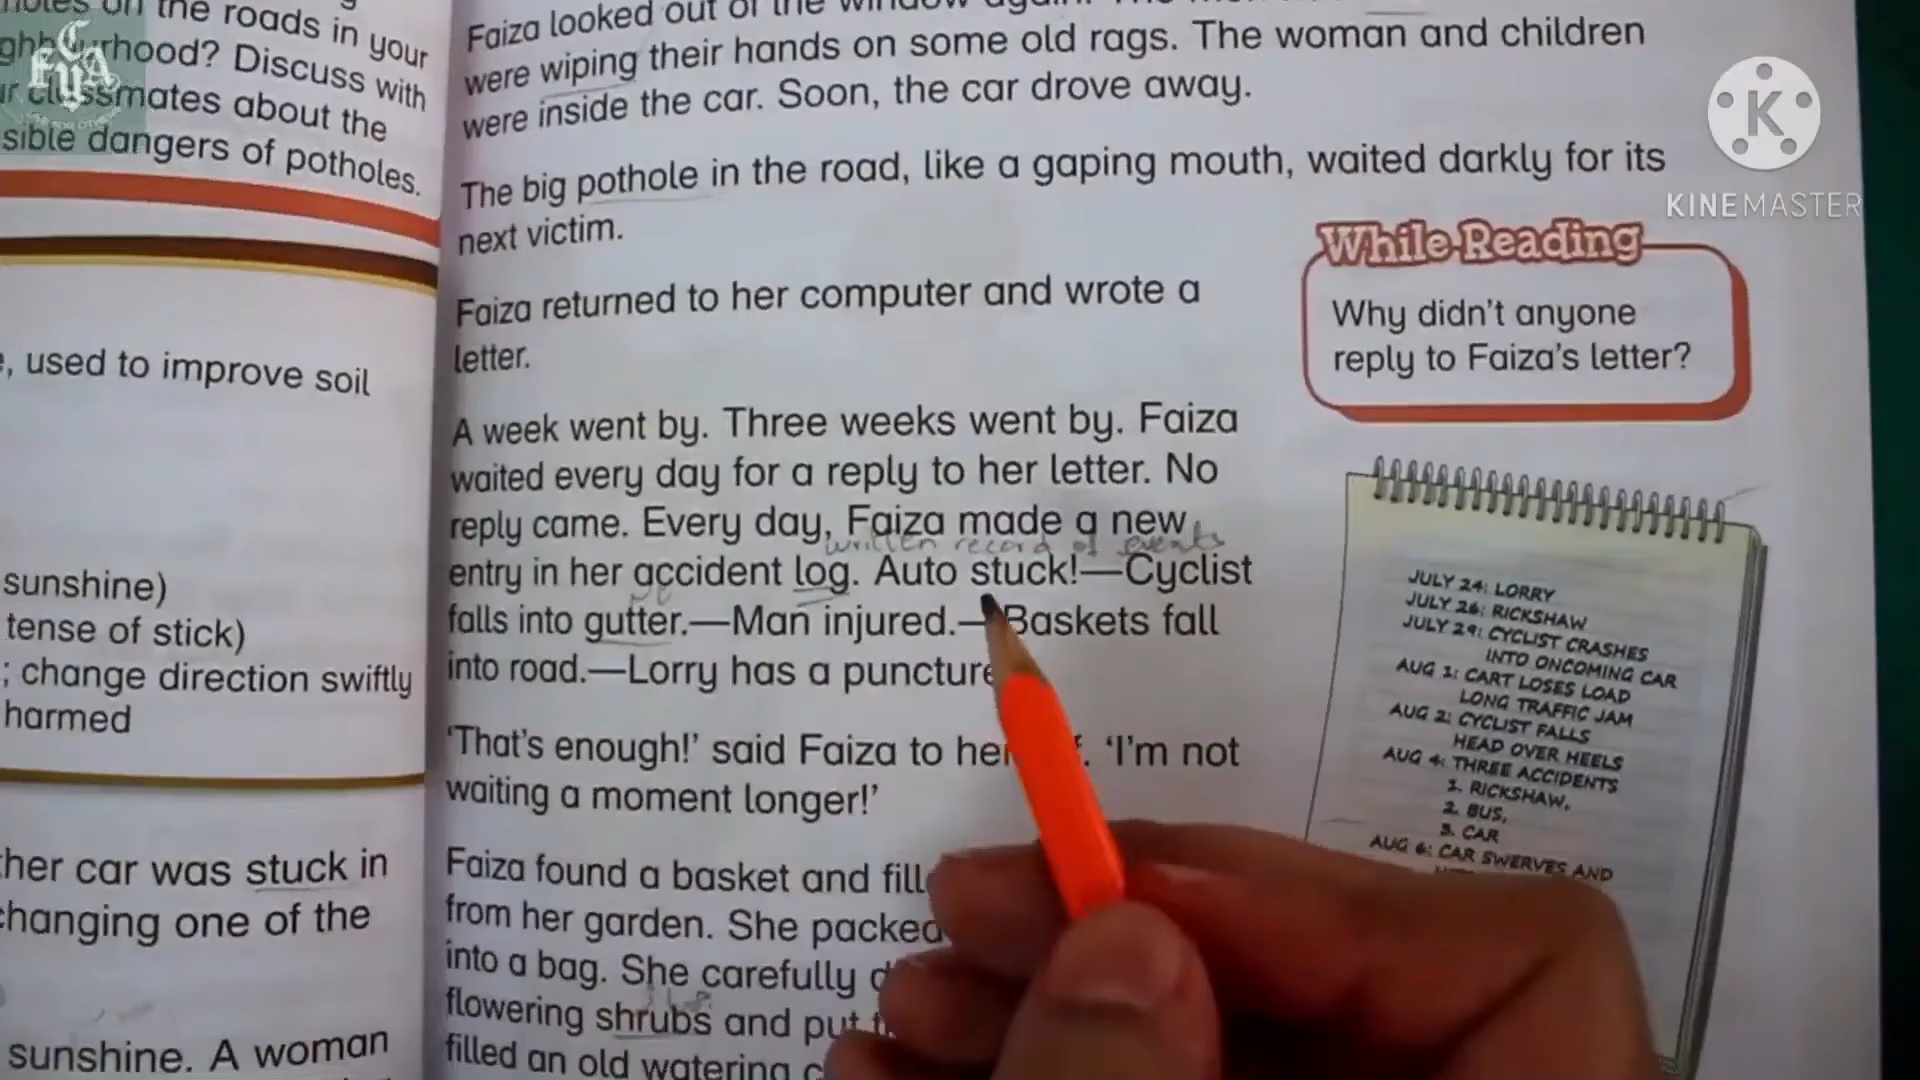 on the roads in your
hood? Discuss with
classmates about the
sible dangers of potholes.
, used to improve soil
sunshine)
tense of stick)
; change direction swiftly
harmed
her car was stuck in
changing one of the
sunshine. A woman
Faiza looked out of the window again.
were wiping their hands on some old rags. The woman and children
were inside the car. Soon, the car drove away.
The big pothole in the road, like a gaping mouth, waited darkly for its
next victim.
Faiza returned to her computer and wrote a
letter.
A week went by. Three weeks went by. Faiza
waited every day for a reply to her letter. No
reply came. Every day, Faiza made a new
written record of events
entry in her accident log. Auto stuck!—Cyclist
falls into gutter.—Man injured.—Baskets fall
into road.—Lorry has a puncture
'That's enough!' said Faiza to her 'I'm not
waiting a moment longer!'
Faiza found a basket and fill
from her garden. She packed
into a bag. She carefully d
flowering shrubs and put t
filled an old watering c
While-Reading
Why didn't anyone
reply to Faiza's letter?
JULY 24: LORRY
JULY 26: RICKSHAW
JULY 29: CYCLIST CRASHES
INTO ONCOMING CAR
AUG 1: CART LOSES LOAD
LONG TRAFFIC JAM
AUG 2: CYCLIST FALLS
HEAD OVER HEELS
AUG 4: THREE ACCIDENTS
1. RICKSHAW,
2. BUS,
3. CAR
AUG 6: CAR SWERVES AND
K
KINEMASTER